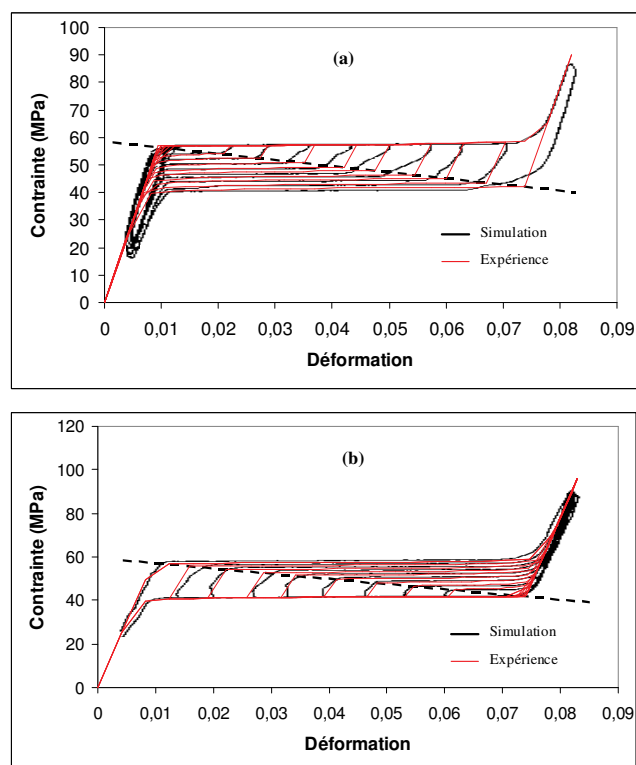 (a)
Contrainte (MPa)
100
90
80
70
60
50
40
30
20
10
0
Simulation
Expérience
0 0,01 0,02 0,03 0,04 0,05 0,06 0,07 0,08 0,09
Déformation
(b)
Contrainte (MPa)
120
100
80
60
40
20
0
Simulation
Expérience
0 0,01 0,02 0,03 0,04 0,05 0,06 0,07 0,08 0,09
Déformation